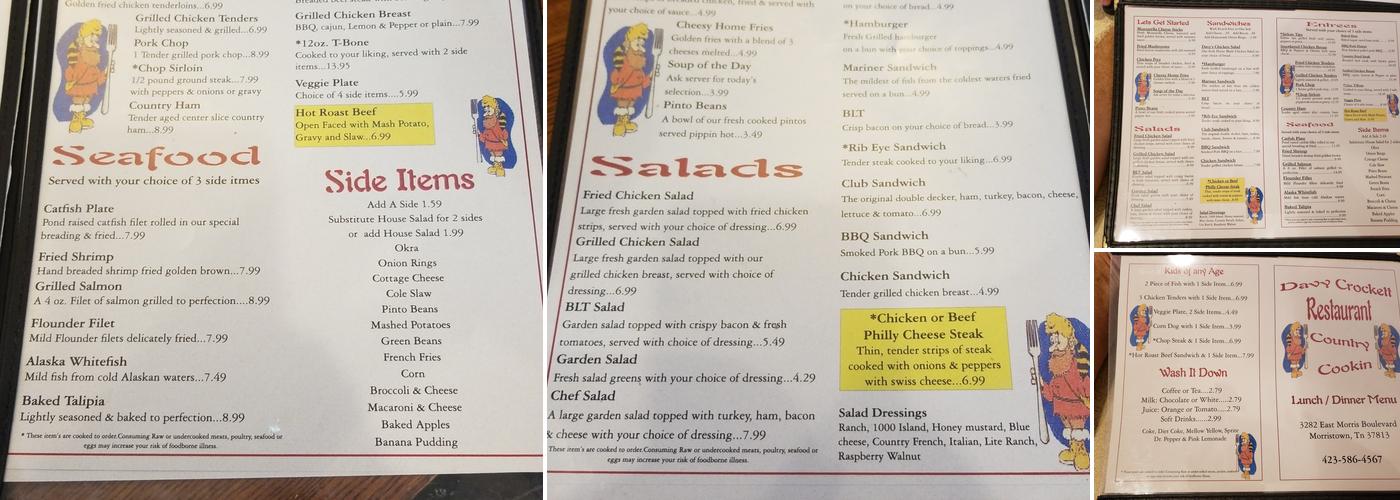 Golden fried chicken tenderloins...6.99
Grilled Chicken Tenders
Lightly seasoned & grilled...6.99
Pork Chop
1 Tender grilled pork chop...8.99
*Chop Sirloin
1/2 pound ground steak...7.99
with peppers & onions or gravy
Country Ham
Tender aged center slice country
ham...8.99
Seafood
Served with your choice of 3 side itmes
Catfish Plate
Pond raised catfish filet rolled in our special
breading & fried...7.99
Fried Shrimp
Hand breaded shrimp fried golden brown...7.99
Grilled Salmon
A 4 oz. Filet of salmon grilled to perfection....8.99
Flounder Filet
Mild Flounder filets delicately fried...7.99
Alaska Whitefish
Mild fish from cold Alaskan waters...7.49
Baked Talipia
Lightly seasoned & baked to perfection...8.99
* These item's are cooked to order.Consuming Raw or undercooked meats, poultry, seafood or
eggs may increase your risk of foodborne illness.
Grilled Chicken Breast
BBQ, cajun, Lemon & Pepper or plain...7.99
*12oz. T-Bone
Cooked to your liking, served with 2 side
items...13.95
Veggie Plate
Choice of 4 side items....5.99
Hot Roast Beef
Open Faced with Mash Potato,
Gravy and Slaw...6.99
Side Items
Add A Side 1.59
Substitute House Salad for 2 sides
or add House Salad 1.99
Okra
Onion Rings
Cottage Cheese
Cole Slaw
Pinto Beans
Mashed Potatoes
Green Beans
French Fries
Corn
Broccoli & Cheese
Macaroni & Cheese
Baked Apples
Banana Pudding
your choice of sauce...4.99
Cheesy Home Fries
Golden fries with a blend of 3
cheeses melted...4.99
Soup of the Day
Ask server for today's
selection...3.99
Pinto Beans
A bowl of our fresh cooked pintos
served pippin hot...3.49
Salads
Fried Chicken Salad
Large fresh garden salad topped with fried chicken
strips, served with choice of dressing...6.99
Grilled Chicken Salad
Large fresh garden salad topped with our
grilled chicken breast, served with choice of
dressing...6.99
BLT Salad
Garden salad topped with crispy bacon & fresh
tomatoes, served with choice of dressing...5.49
Garden Salad
Fresh salad greens with your choice of dressing...4.29
Chef Salad
A large garden salad topped with turkey, ham, bacon
& cheese with your choice of dressing...7.99
These item's are cooked to order.Consuming Raw or undercooked meats, poultry, seafood or
eggs may increase your risk of foodborne illness.
on your choice of bread...4.99
*Hamburger
Fresh Grilled hamburger
on a bun with your choice of toppings...4.99
Mariner Sandwich
The mildest of fish from the coldest waters fried
served on a bun...4.99
BLT
Crisp bacon on your choice of bread...3.99
*Rib Eye Sandwich
Tender steak cooked to your liking...6.99
Club Sandwich
The original double decker, ham, turkey, bacon, cheese,
lettuce & tomato...6.99
BBQ Sandwich
Smoked Pork BBQ on a bun...5.99
Chicken Sandwich
Tender grilled chicken breast...4.99
*Chicken or Beef
Philly Cheese Steak
Thin, tender strips of steak
cooked with onions & peppers
with swiss cheese...6.99
Salad Dressings
Ranch, 1000 Island, Honey mustard, Blue
cheese, Country French, Italian, Lite Ranch,
Raspberry Walnut
Lets Get Started
Sandwiches
Entrees
Salads
Seafood
Side Items
Kids of any Age
2 Piece of Fish with 1 Side Item...6.99
3 Chicken Tenders with 1 Side Item...6.99
Veggie Plate, 2 Side Items...4.49
Corn Dog with 1 Side Item...3.99
*Chop Steak & 1 Side Item...6.99
*Hot Roast Beef Sandwich & 1 Side Item...7.99
Wash It Down
Coffee or Tea....2.79
Milk: Chocolate or White.....2.79
Juice: Orange or Tomato.....2.79
Soft Drinks......2.99
Coke, Diet Coke, Mellow Yellow, Sprite
Dr. Pepper & Pink Lemonade
Davy Crockett
Restaurant
Country
Cookin
Lunch / Dinner Menu
3282 East Morris Boulevard
Morristown, Tn 37813
423-586-4567